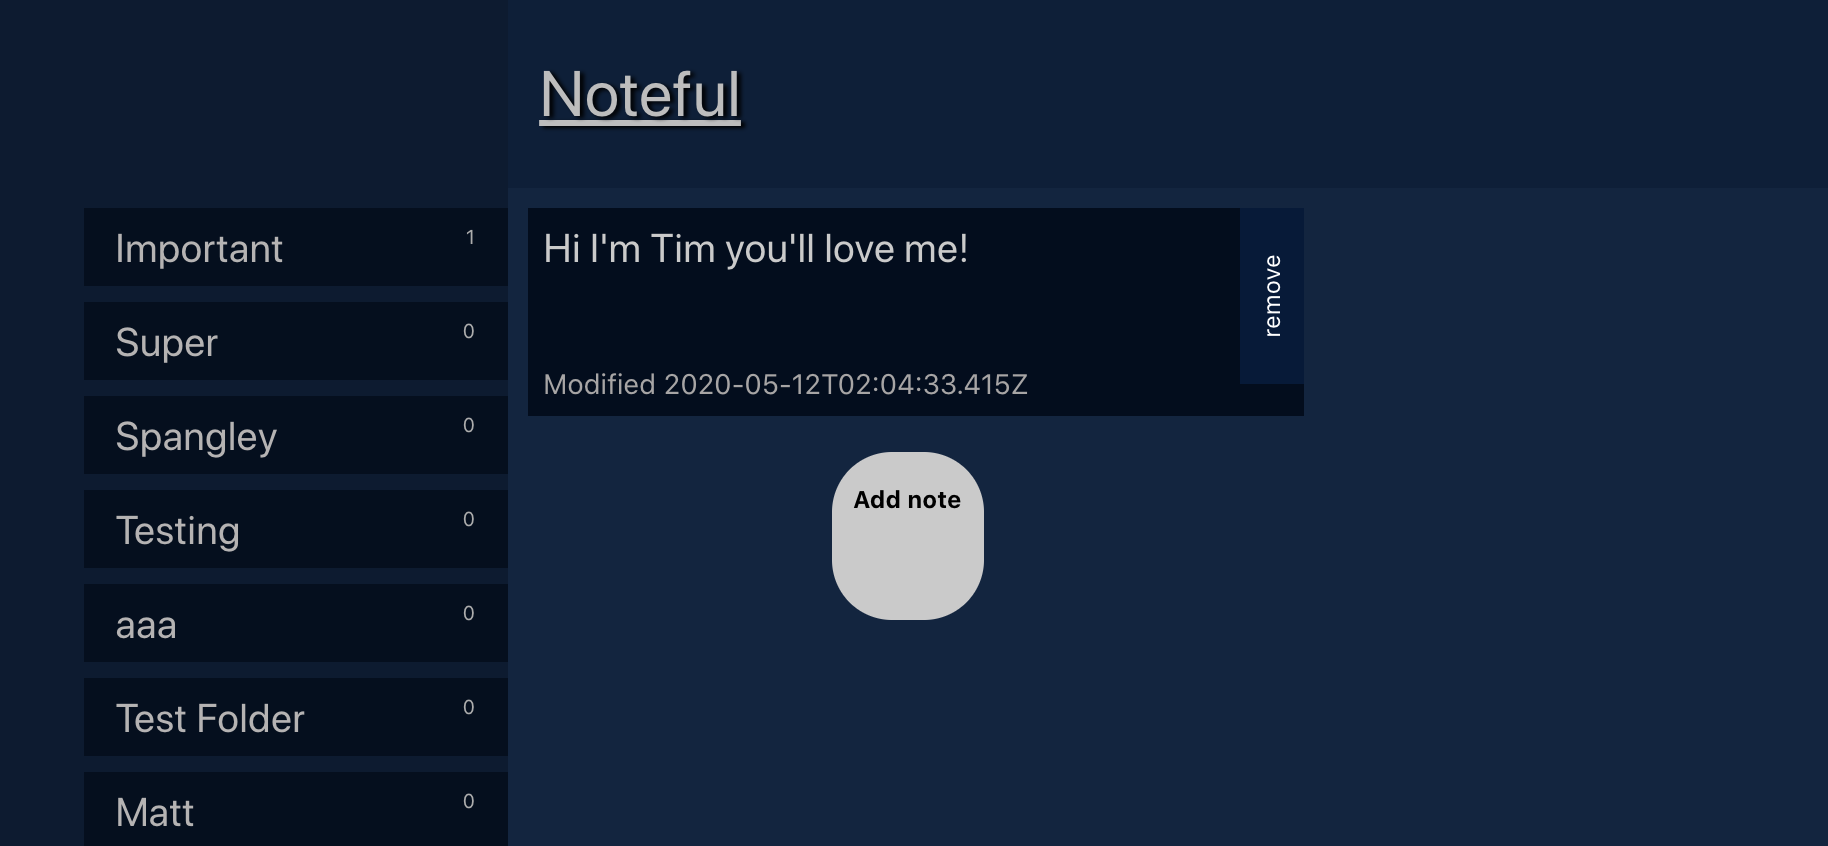 Noteful
Important 1
Super 0
Spangley 0
Testing 0
aaa 0
Test Folder 0
Matt 0
Hi I'm Tim you'll love me!
Modified 2020-05-12T02:04:33.415Z
remove
Add note